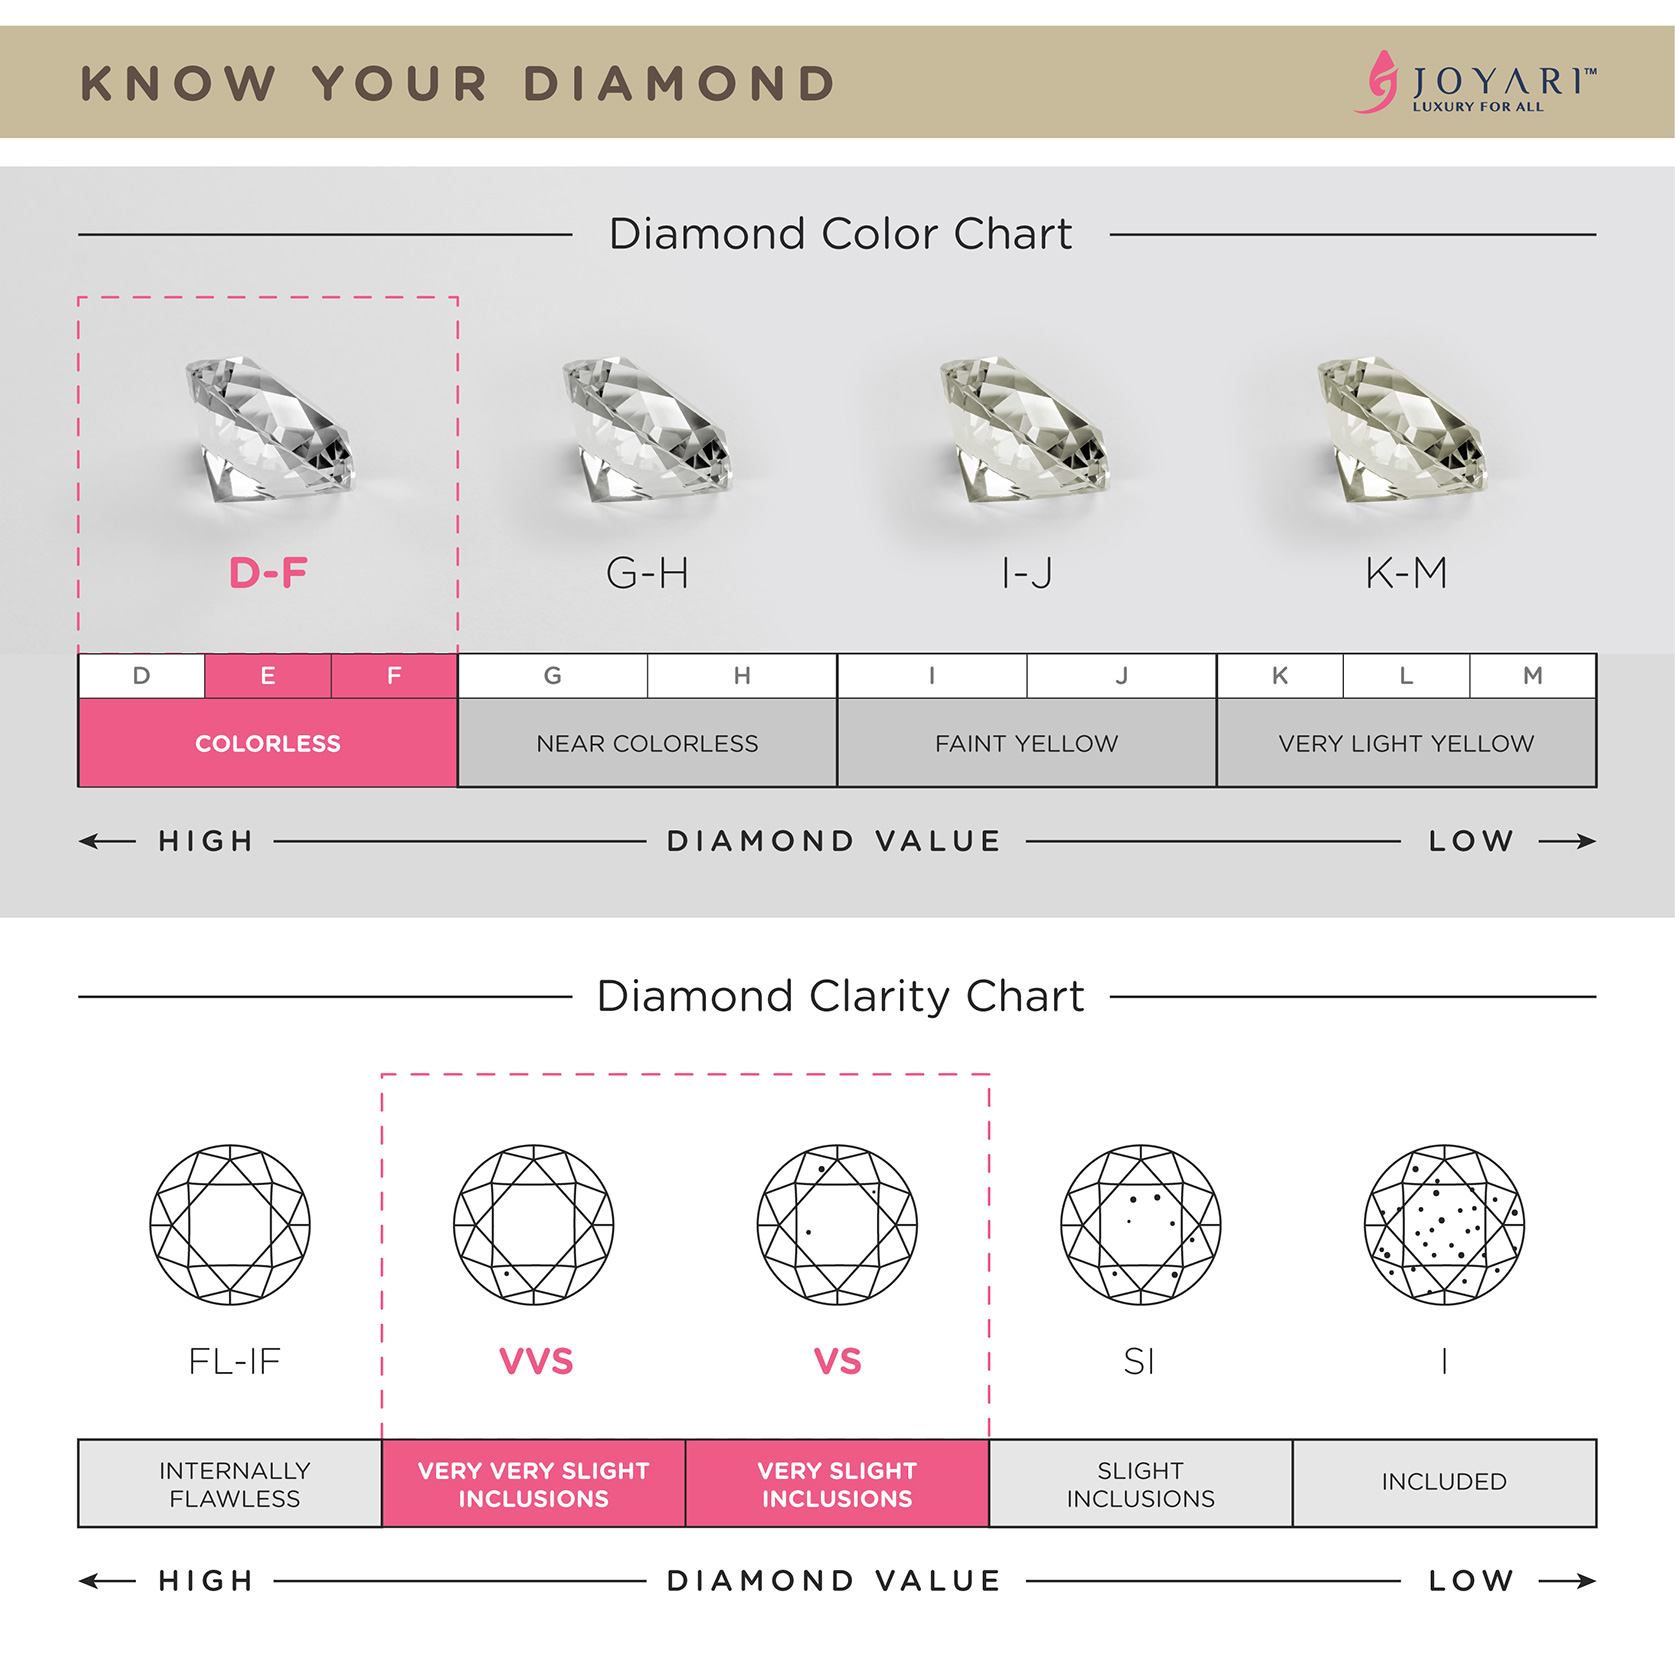 KNOW YOUR DIAMOND
JOYARI™
LUXURY FOR ALL
Diamond Color Chart
D-F G-H I-J K-M
D E F G H I J K L M
COLORLESS NEAR COLORLESS FAINT YELLOW VERY LIGHT YELLOW
HIGH DIAMOND VALUE LOW
Diamond Clarity Chart
FL-IF VVS VS SI I
INTERNALLY
FLAWLESS
VERY VERY SLIGHT
INCLUSIONS
VERY SLIGHT
INCLUSIONS
SLIGHT
INCLUSIONS
INCLUDED
HIGH DIAMOND VALUE LOW